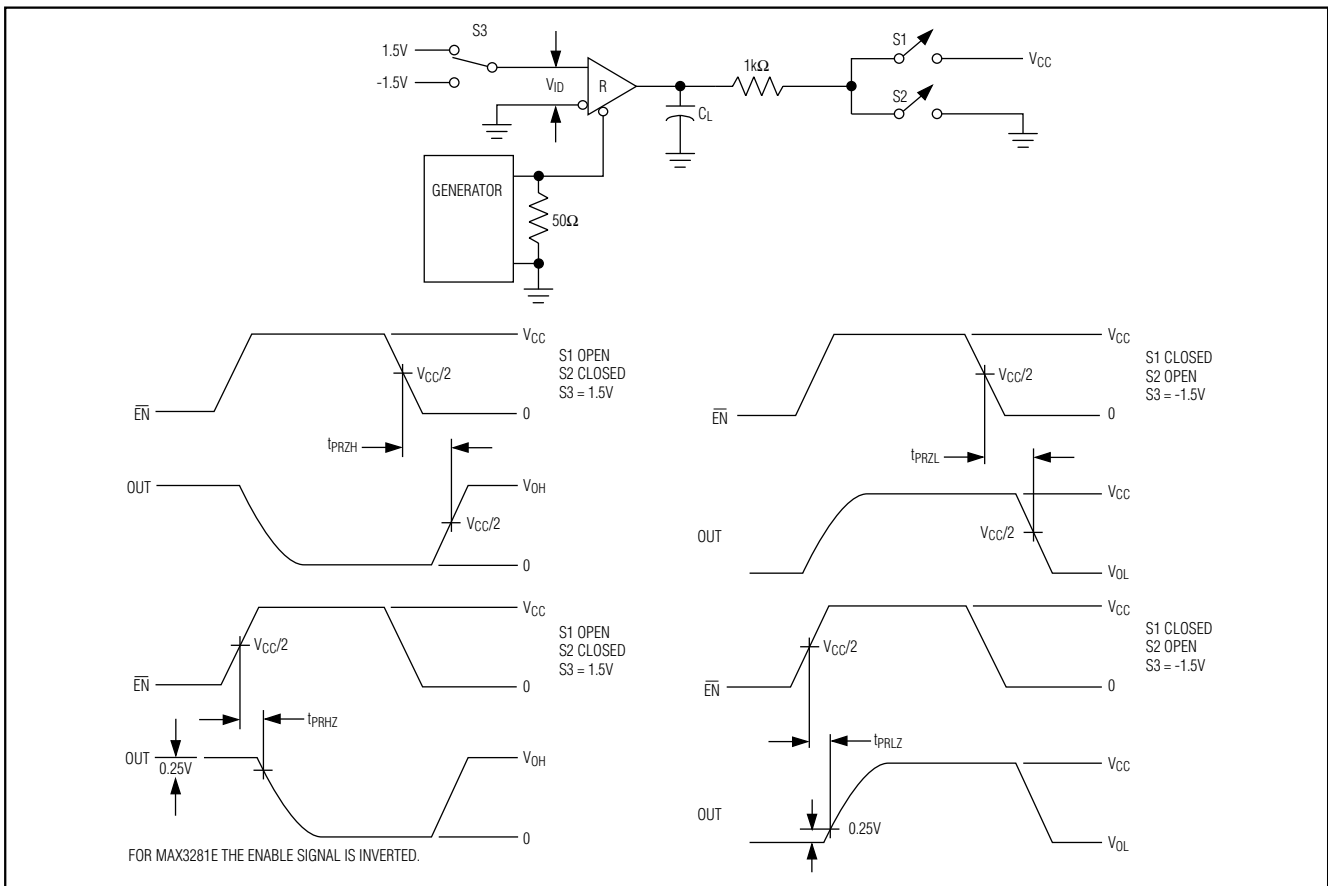 S3
1.5V
-1.5V
VID
R
CL
1kΩ
S1
VCC
S2
GENERATOR
50Ω
VCC
S1 OPEN
S2 CLOSED
S3 = 1.5V
VCC/2
EN
0
tPRZH
OUT
VOH
VCC/2
0
VCC
S1 CLOSED
S2 OPEN
S3 = -1.5V
VCC/2
EN
0
tPRZL
VCC
OUT
VCC/2
VOL
VCC
S1 OPEN
S2 CLOSED
S3 = 1.5V
VCC/2
EN
0
tPRHZ
OUT
0.25V
VOH
0
VCC
S1 CLOSED
S2 OPEN
S3 = -1.5V
VCC/2
EN
0
tPRLZ
VCC
OUT
0.25V
VOL
FOR MAX3281E THE ENABLE SIGNAL IS INVERTED.